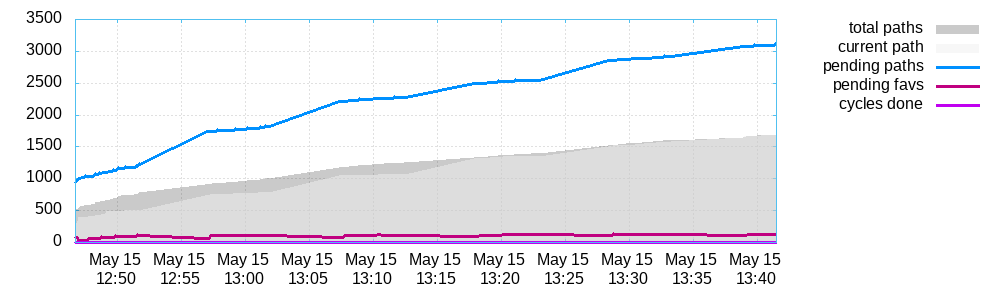 3500
3000
2500
2000
1500
1000
500
0
May 15 May 15 May 15 May 15 May 15 May 15 May 15 May 15 May 15 May 15 May 15
12:50 12:55 13:00 13:05 13:10 13:15 13:20 13:25 13:30 13:35 13:40
total paths
current path
pending paths
pending favs
cycles done